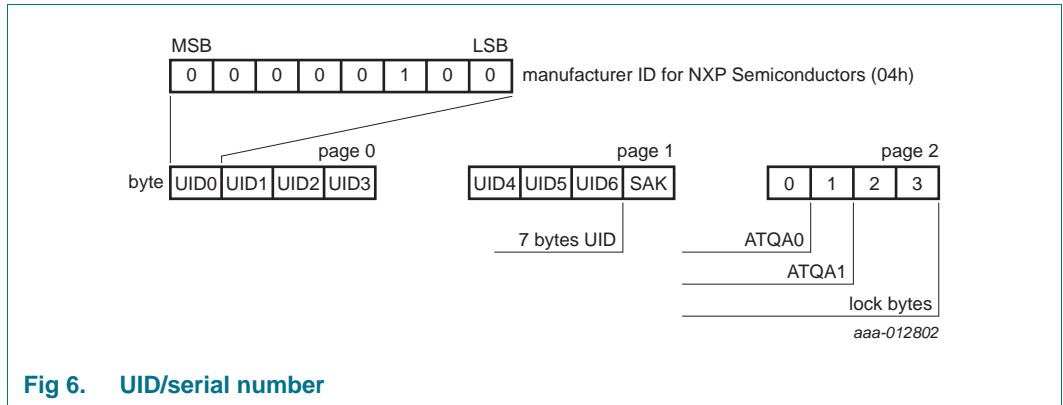 MSB LSB
0 0 0 0 0 1 0 0 manufacturer ID for NXP Semiconductors (04h)
page 0 page 1 page 2
byte UID0 UID1 UID2 UID3 UID4 UID5 UID6 SAK 0 1 2 3
7 bytes UID ATQA0
ATQA1
lock bytes
aaa-012802
Fig 6. UID/serial number